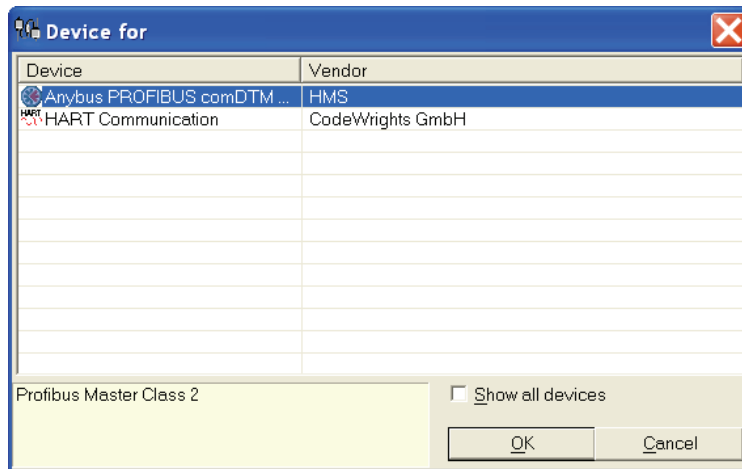 Device for
Device Vendor
Anybus PROFIBUS comDTM ... HMS
HART HART Communication CodeWrights GmbH
Profibus Master Class 2
Show all devices
OK Cancel